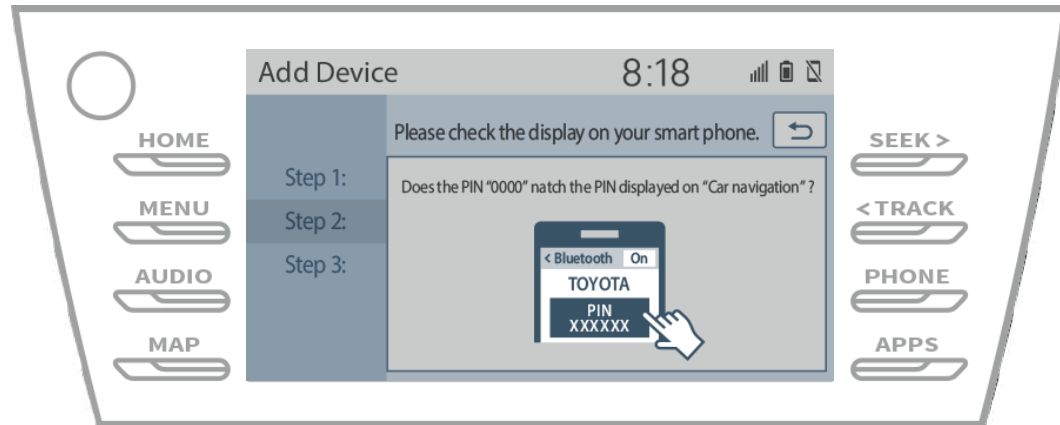 Add Device
8:18
HOME
MENU
AUDIO
MAP
Step 1:
Step 2:
Step 3:
Please check the display on your smart phone.
Does the PIN "0000" natch the PIN displayed on "Car navigation" ?
< Bluetooth On
TOYOTA
PIN
XXXXXX
SEEK >
< TRACK
PHONE
APPS